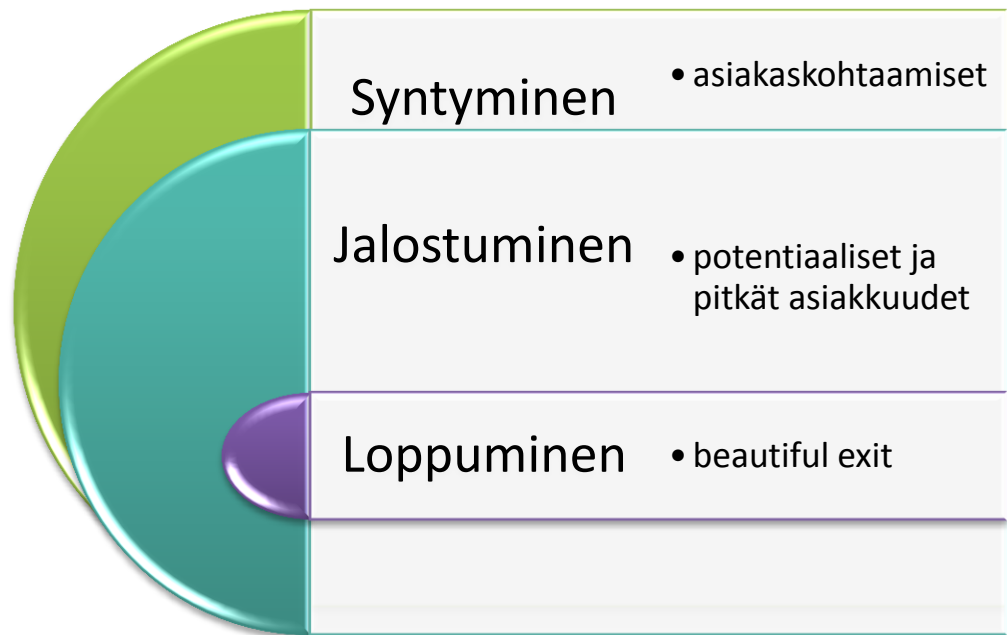 Syntyminen
• asiakaskohtaamiset
Jalostuminen
• potentiaaliset ja
pitkät asiakkuudet
Loppuminen
• beautiful exit